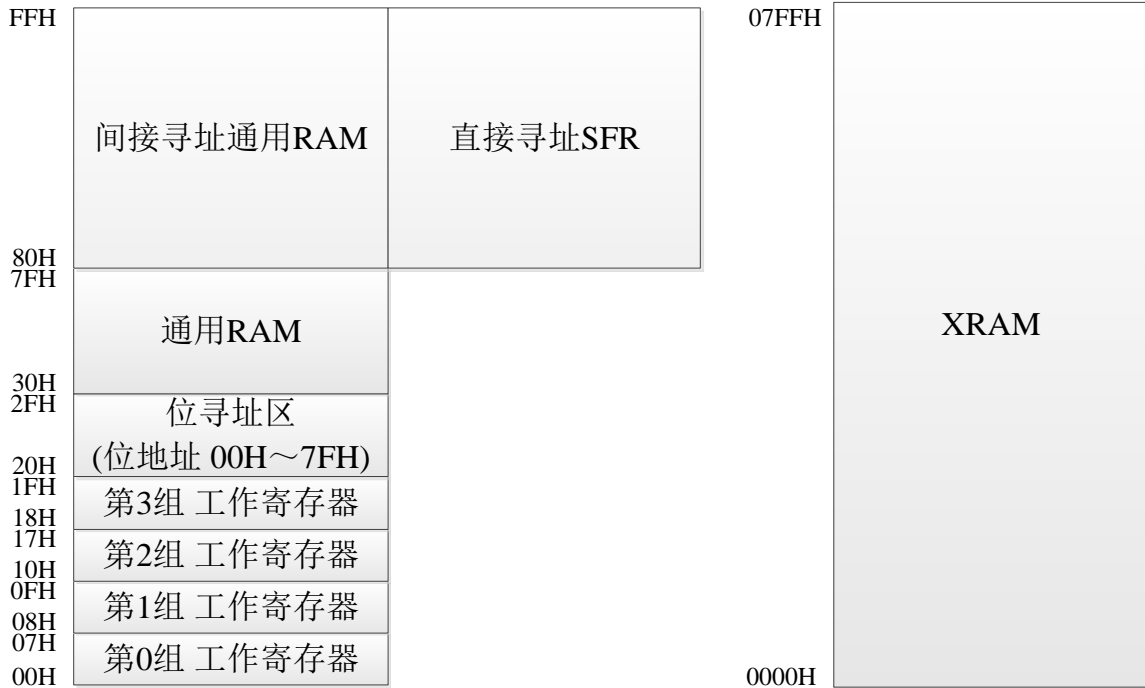 FFH
07FFH
间接寻址通用RAM
直接寻址SFR
80H
7FH
通用RAM
XRAM
30H
2FH
位寻址区
(位地址 00H～7FH)
20H
1FH
第3组 工作寄存器
18H
17H
第2组 工作寄存器
10H
0FH
第1组 工作寄存器
08H
07H
第0组 工作寄存器
00H
0000H